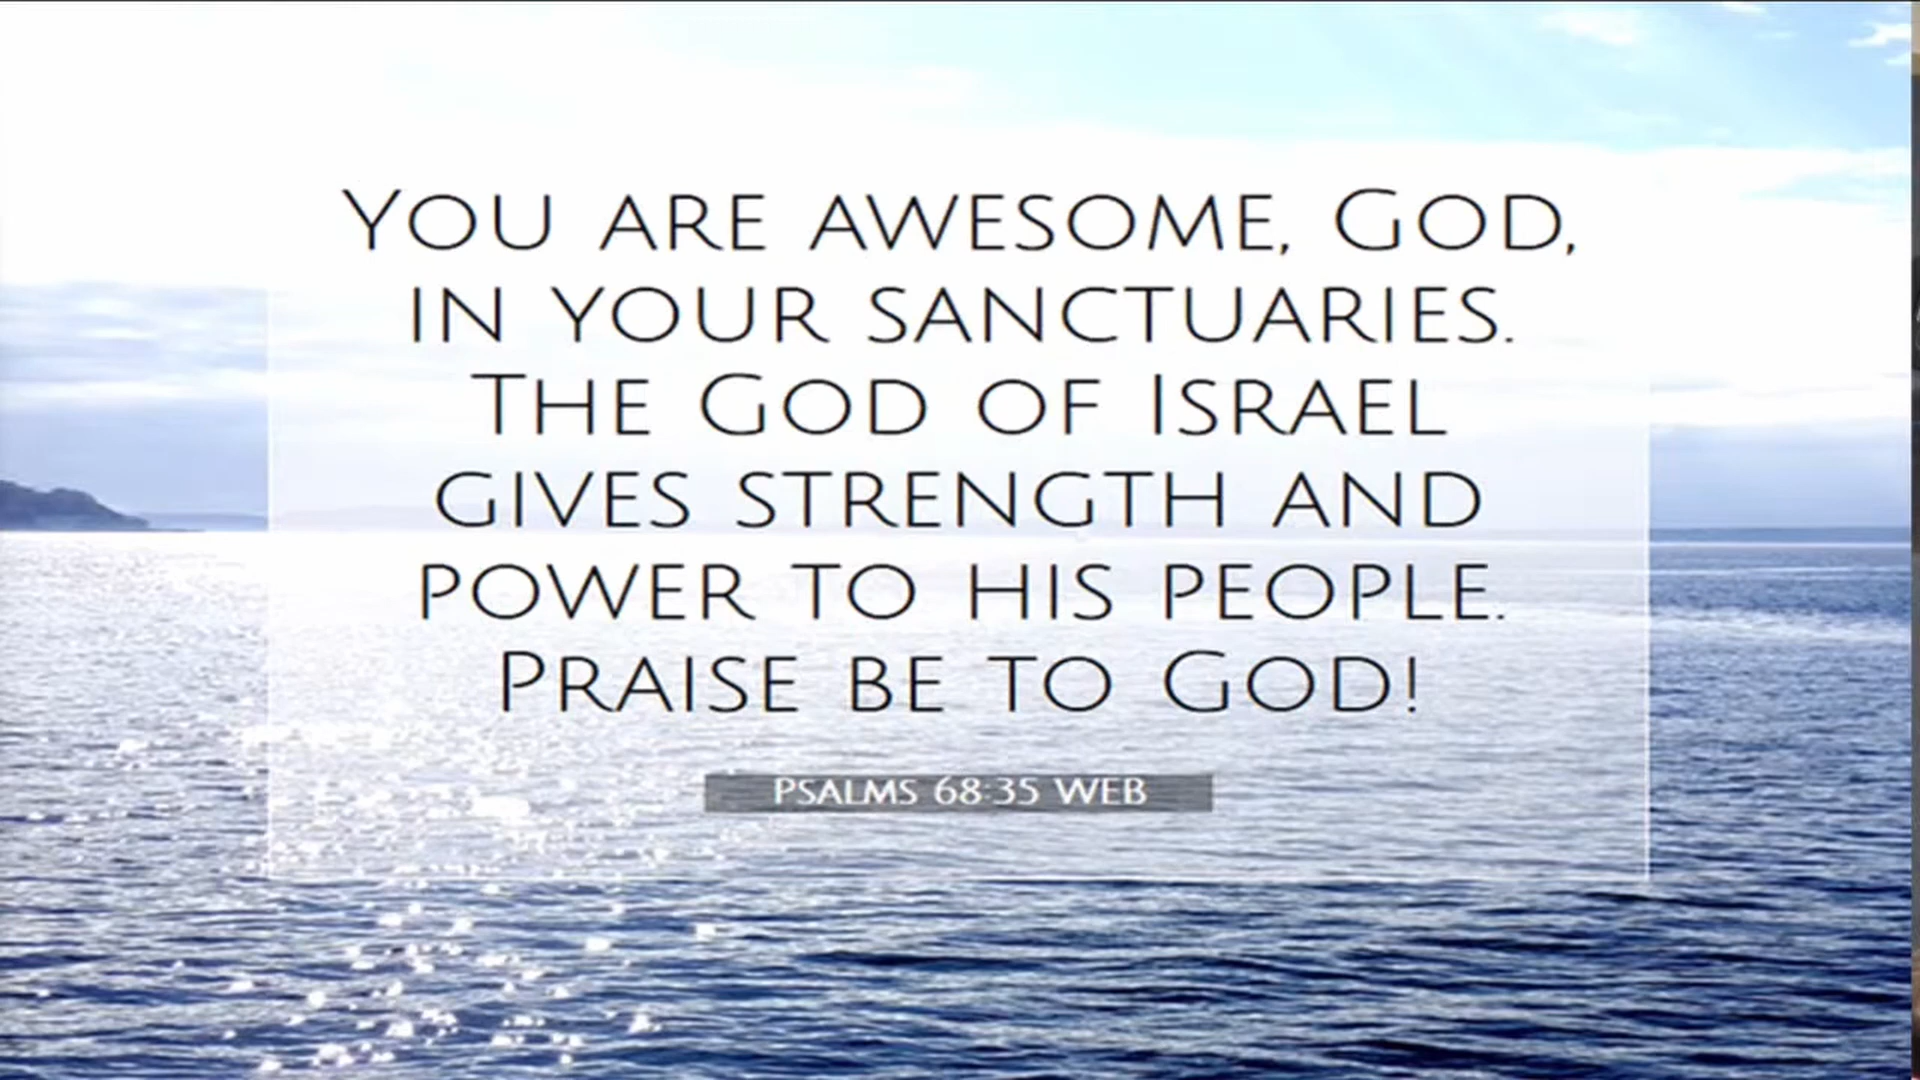 You are awesome, God,
in your sanctuaries.
The God of Israel
gives strength and
power to his people.
Praise be to God!
Psalms 68:35 WEB